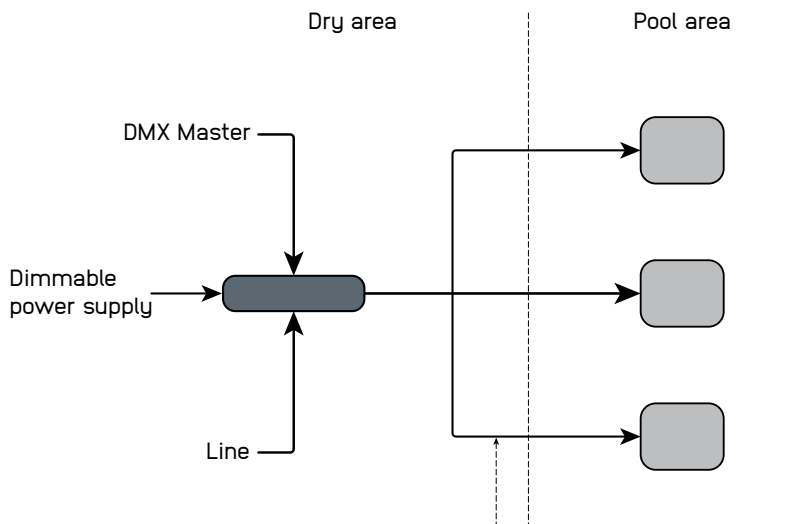 Dry area
Pool area
DMX Master
Dimmable
power supply
Line